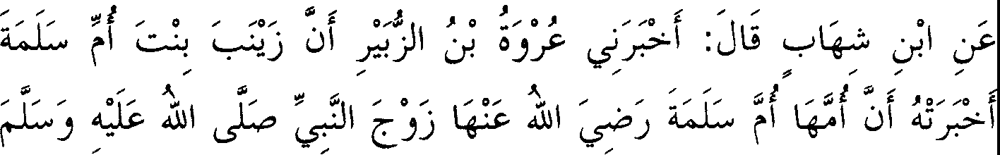 عَنِ ابْنِ شِهَابٍ قَالَ: أَخْبَرَنِي عُرْوَةُ بْنُ الزُّبَيْرِ أَنَّ زَيْنَبَ بِنْتَ أُمِّ سَلَمَةَ
أَخْبَرَتْهُ أَنَّ أُمَّهَا أُمَّ سَلَمَةَ رَضِيَ اللهُ عَنْهَا زَوْجَ النَّبِيِّ صَلَّى اللهُ عَلَيْهِ وَسَلَّمَ